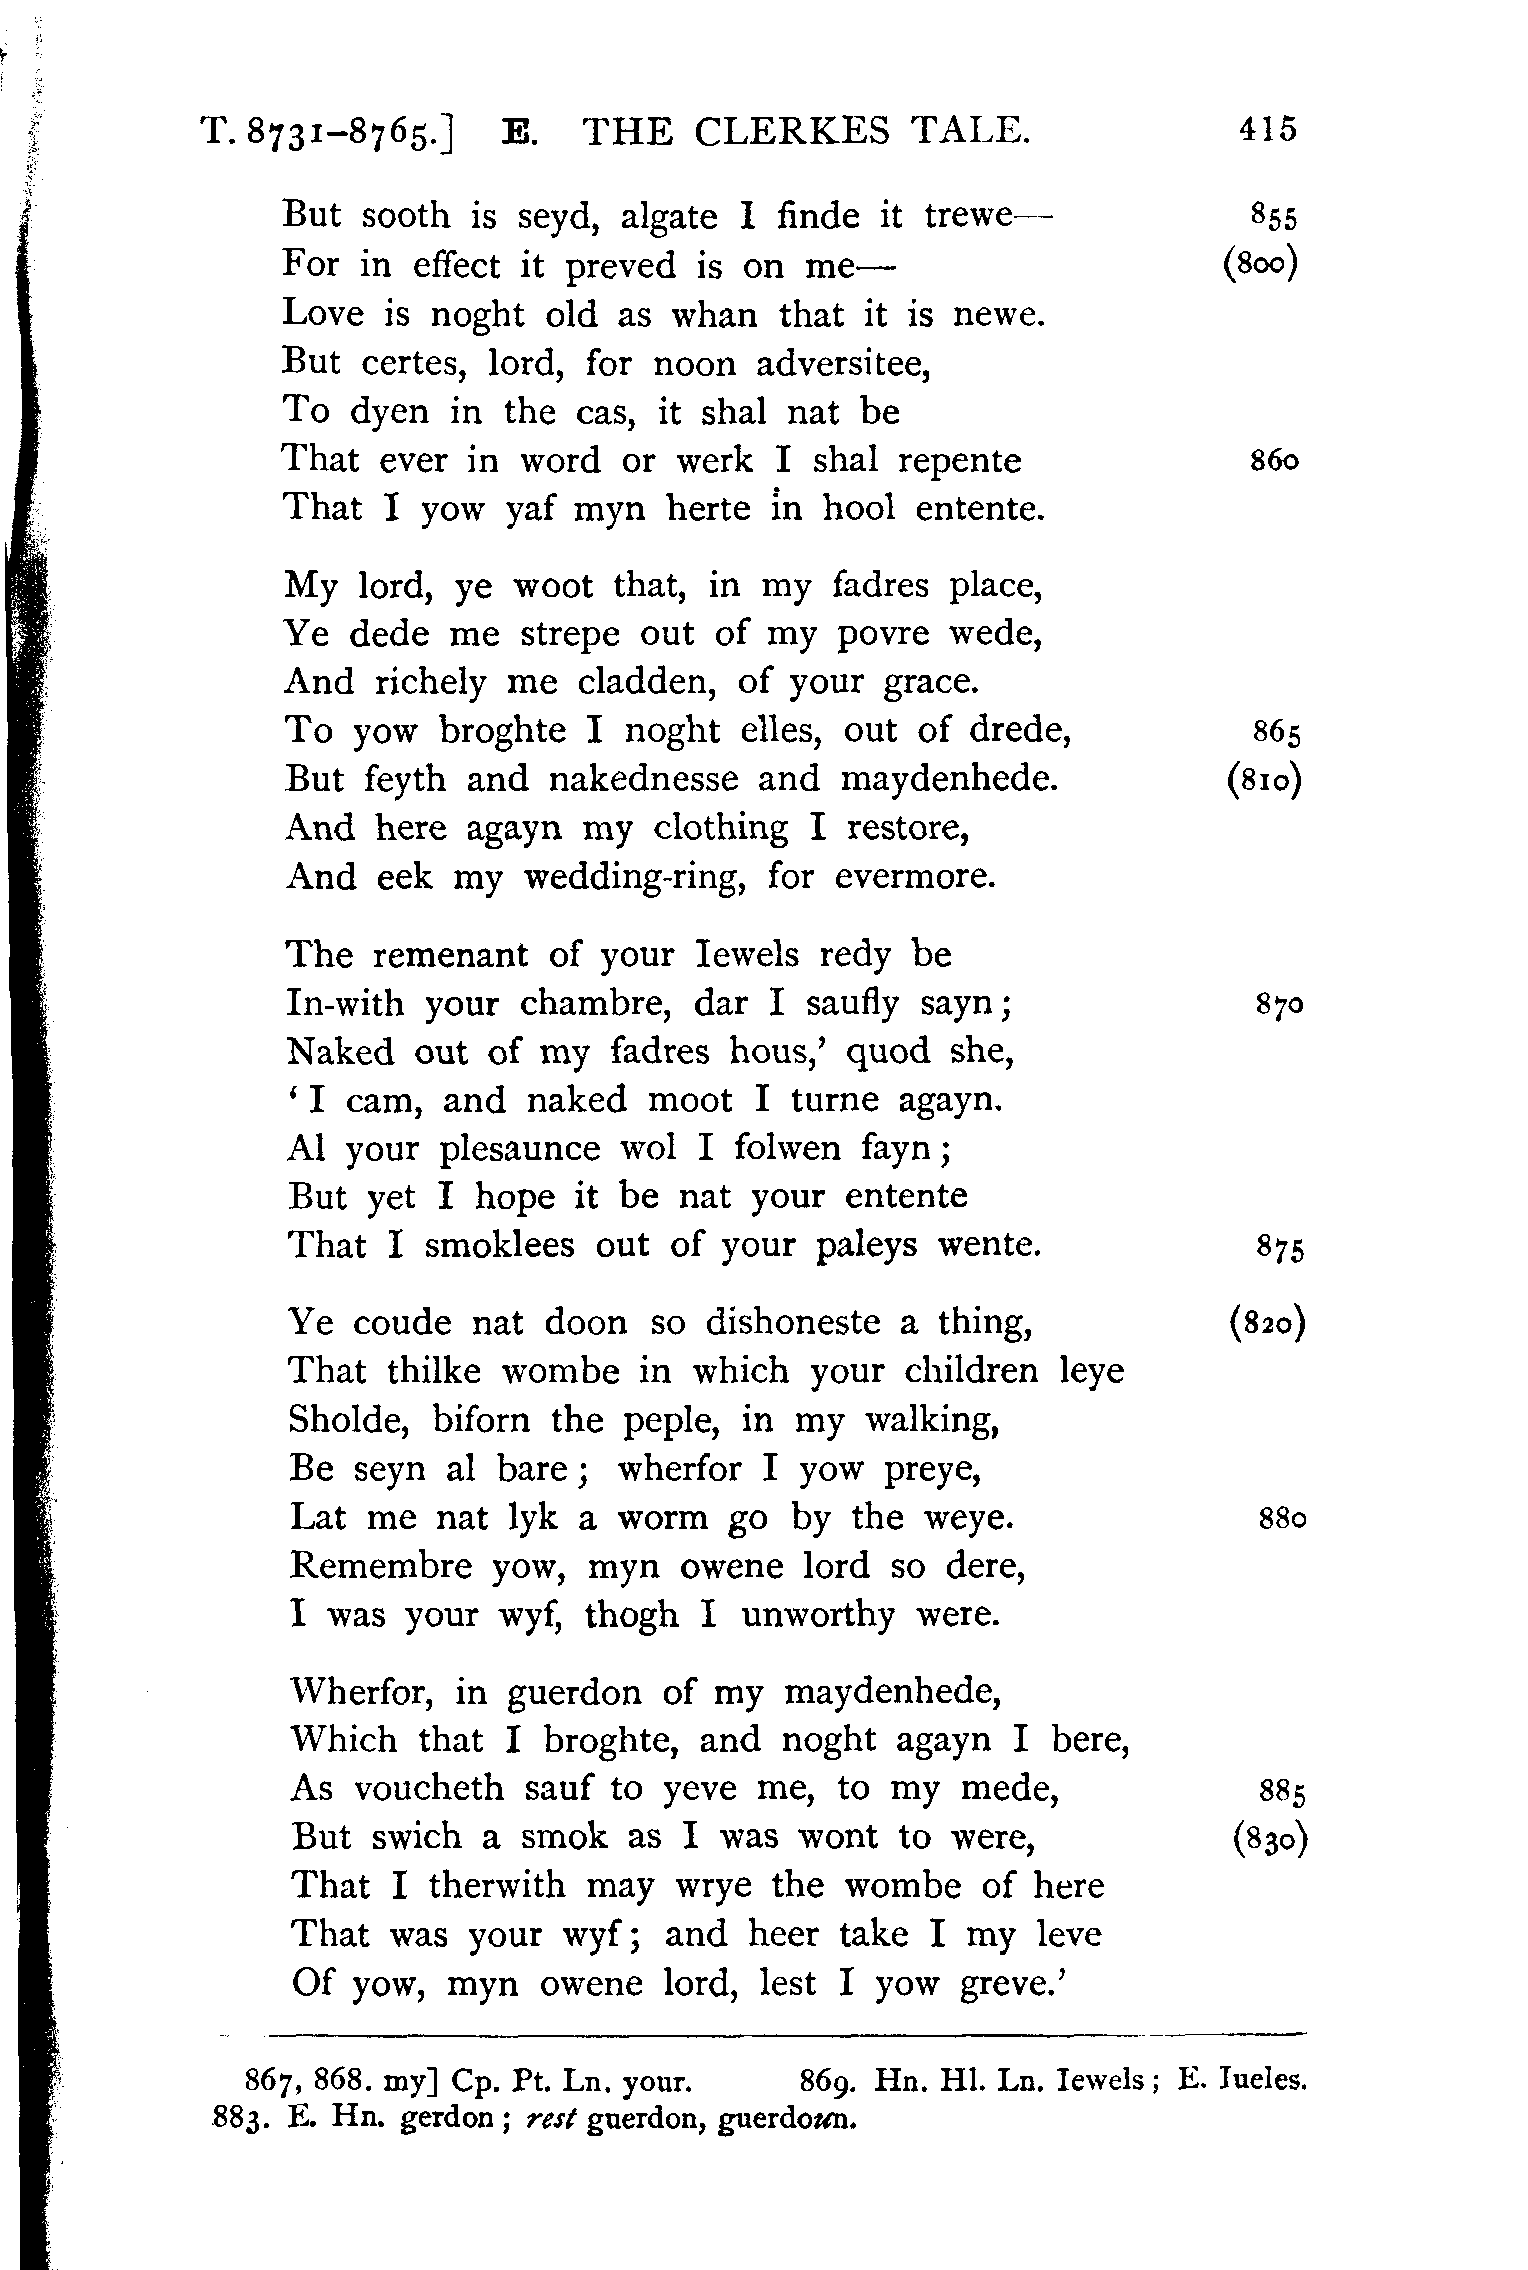 T. 8731–8765.] E. THE CLERKES TALE. 415
But sooth is seyd, algate I finde it trewe— 855
For in effect it preved is on me— (800)
Love is noght old as whan that it is newe.
But certes, lord, for noon adversitee,
To dyen in the cas, it shal nat be
That ever in word or werk I shal repente 860
That I yow yaf myn herte in hool entente.
My lord, ye woot that, in my fadres place,
Ye dede me strepe out of my povre wede,
And richely me cladden, of your grace.
To yow broghte I noght elles, out of drede, 865
But feyth and nakednesse and maydenhede. (810)
And here agayn my clothing I restore,
And eek my wedding-ring, for evermore.
The remenant of your Iewels redy be
In-with your chambre, dar I saufly sayn; 870
Naked out of my fadres hous,’ quod she,
‘I cam, and naked moot I turne agayn.
Al your plesaunce wol I folwen fayn;
But yet I hope it be nat your entente
That I smoklees out of your paleys wente. 875
Ye coude nat doon so dishoneste a thing, (820)
That thilke wombe in which your children leye
Sholde, biforn the peple, in my walking,
Be seyn al bare; wherfor I yow preye,
Lat me nat lyk a worm go by the weye. 880
Remembre yow, myn owene lord so dere,
I was your wyf, thogh I unworthy were.
Wherfor, in guerdon of my maydenhede,
Which that I broghte, and noght agayn I bere,
As voucheth sauf to yeve me, to my mede, 885
But swich a smok as I was wont to were, (830)
That I therwith may wrye the wombe of here
That was your wyf; and heer take I my leve
Of yow, myn owene lord, lest I yow greve.’
867, 868. my] Cp. Pt. Ln. your. 869. Hn. Hl. Ln. Iewels; E. Iueles.
883. E. Hn. gerdon; rest guerdon, guerdoun.